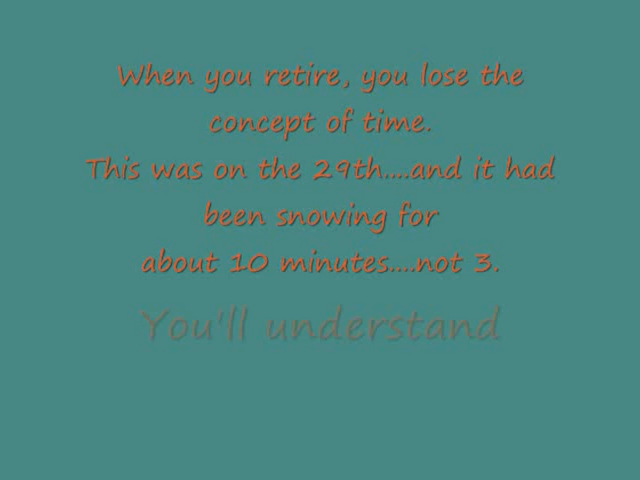 When you retire, you lose the
concept of time.
This was on the 29th....and it had
been snowing for
about 10 minutes....not 3.
You'll understand